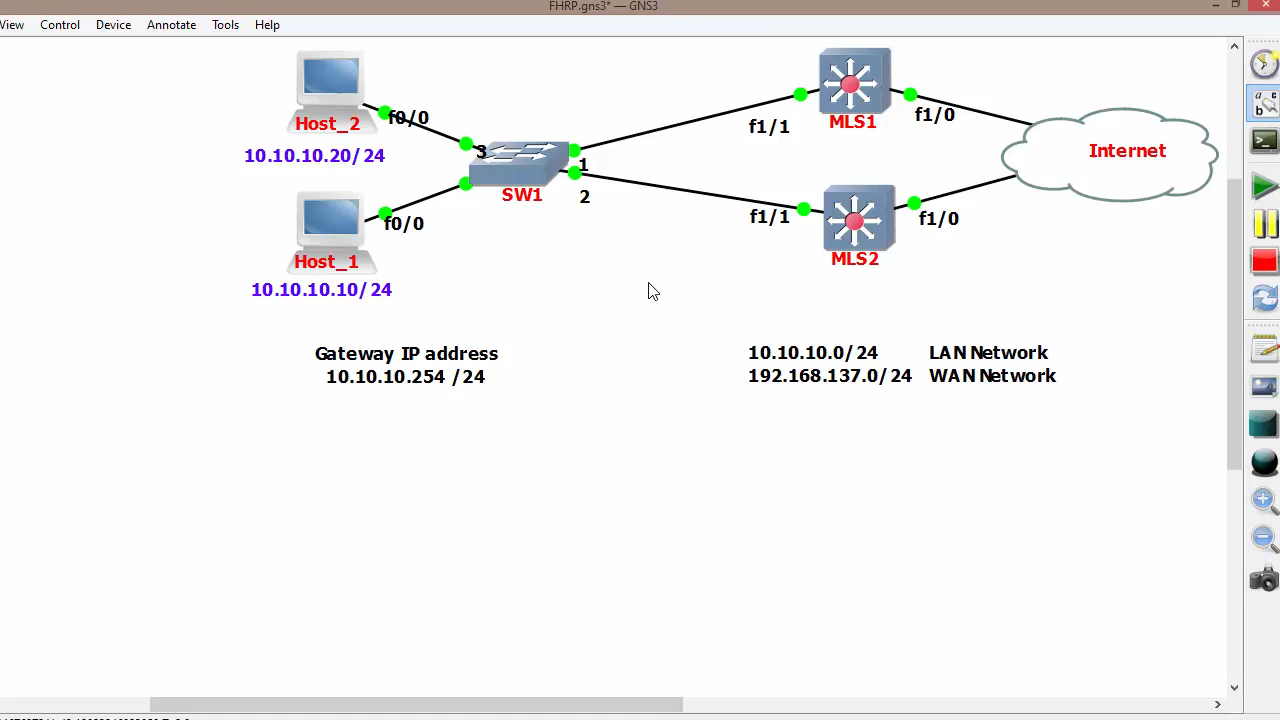 FHRP.gns3* — GNS3
View Control Device Annotate Tools Help
Host_2
f0/0
10.10.10.20/24
3
SW1
1
2
f1/1
MLS1
f1/0
Internet
f1/1
MLS2
f1/0
f0/0
Host_1
10.10.10.10/24
Gateway IP address
10.10.10.254 /24
10.10.10.0/24 LAN Network
192.168.137.0/24 WAN Network